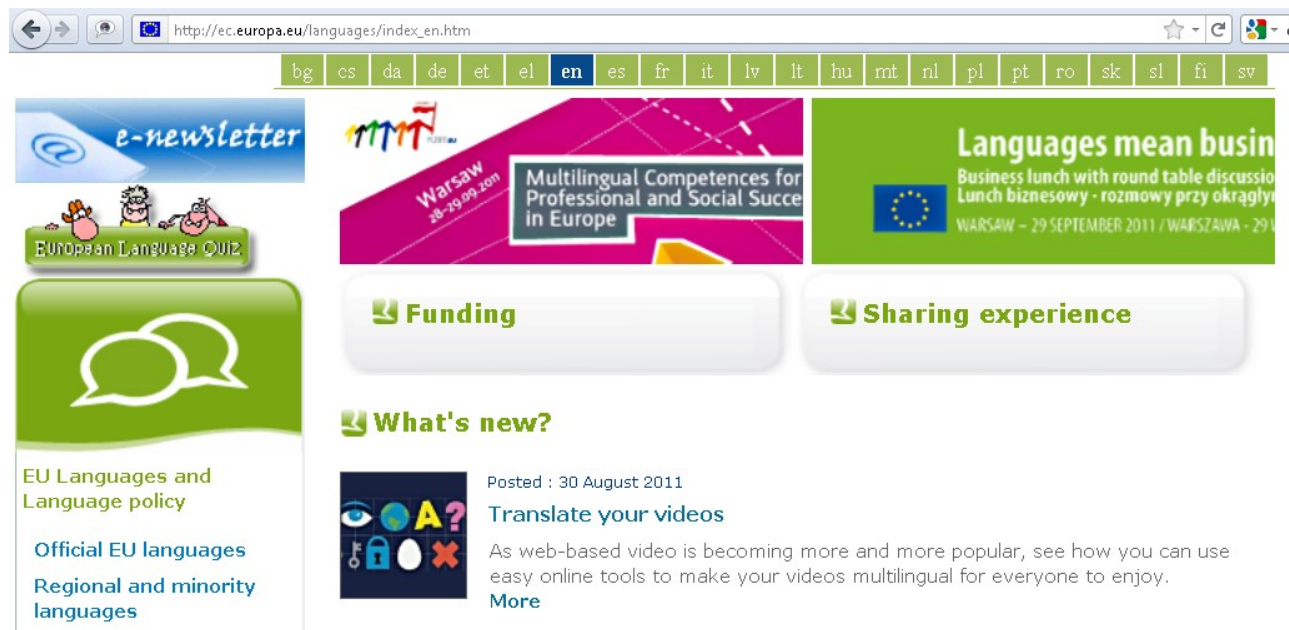 http://ec.europa.eu/languages/index_en.htm
bg cs da de et el en es fr it lv lt hu mt nl pl pt ro sk sl fi sv
e-newsletter
European Language Quiz
Warsaw
28-29.09.2011
Multilingual Competences for
Professional and Social Succe
in Europe
Languages mean busin
Business lunch with round table discussio
Lunch biznesowy - rozmowy przy okrągły
WARSAW – 29 SEPTEMBER 2011 / WARSZAWA - 29
Funding
Sharing experience
What's new?
EU Languages and
Language policy
Official EU languages
Regional and minority
languages
Posted : 30 August 2011
Translate your videos
A?
As web-based video is becoming more and more popular, see how you can use
easy online tools to make your videos multilingual for everyone to enjoy.
More